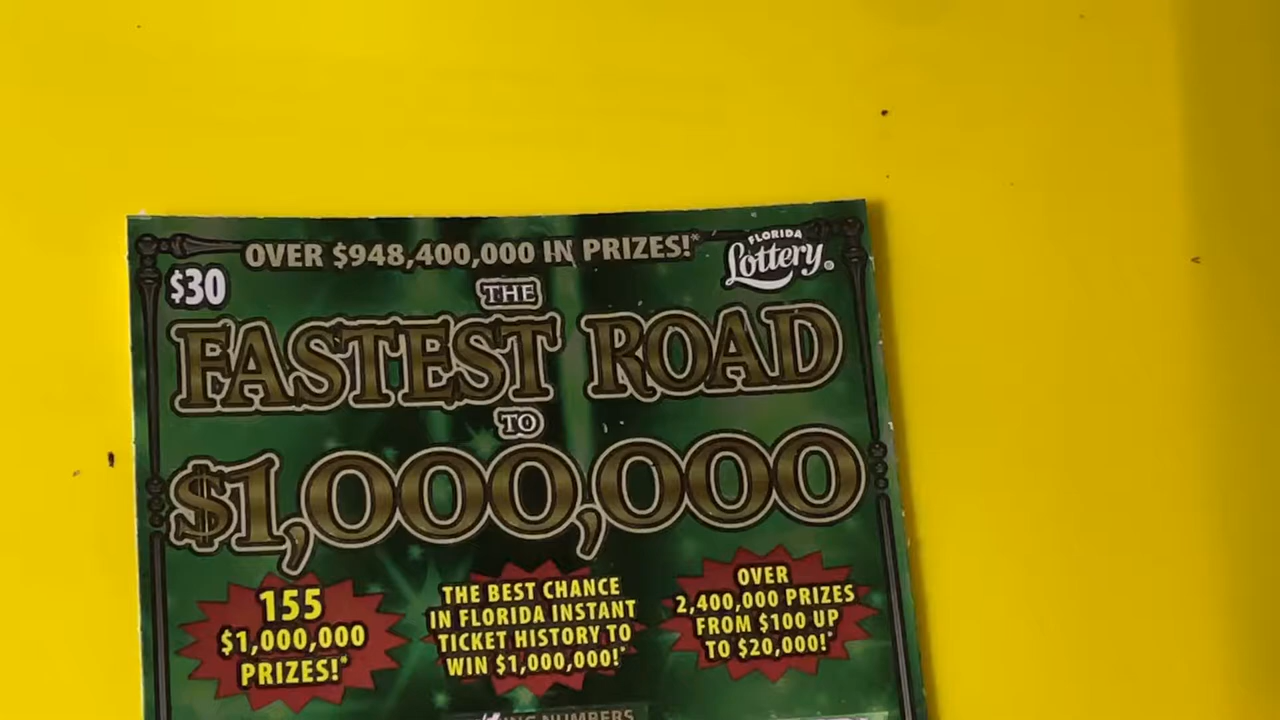 OVER $948,400,000 IN PRIZES!*
FLORIDA
Lottery®
$30
THE
FASTEST ROAD
TO
$1,000,000
155
$1,000,000
PRIZES!*
THE BEST CHANCE
IN FLORIDA INSTANT
TICKET HISTORY TO
WIN $1,000,000!*
OVER
2,400,000 PRIZES
FROM $100 UP
TO $20,000!*
NUMBERS